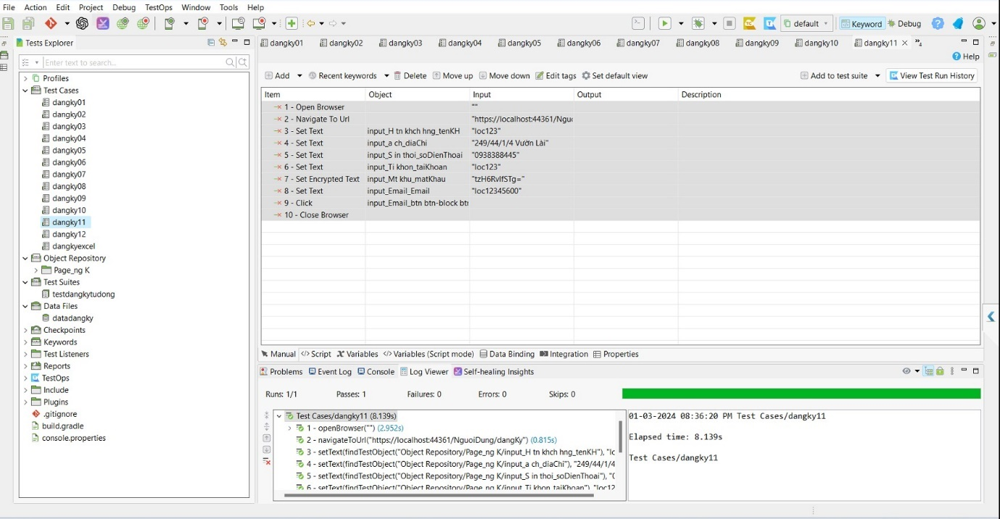 File Action Edit Project Debug TestOps Window Tools Help
default Keyword Debug
Tests Explorer
dangky01 dangky02 dangky03 dangky04 dangky05 dangky06 dangky07 dangky08 dangky09 dangky10 dangky11
Help
Enter text to search...
Add Recent keywords Delete Move up Move down Edit tags Set default view Add to test suite View Test Run History
Profiles
Test Cases
dangky01
dangky02
dangky03
dangky04
dangky05
dangky06
dangky07
dangky08
dangky09
dangky10
dangky11
dangky12
dangkyexcel
Object Repository
Page_ng K
Test Suites
testdangkytudong
Data Files
datadangky
Checkpoints
Keywords
Test Listeners
Reports
TestOps
Include
Plugins
.gitignore
build.gradle
console.properties
Item Object Input Output Description
1 - Open Browser ""
2 - Navigate To Url "https://localhost:44361/Nguo
3 - Set Text input_H tn khch hng_tenKH "loc123"
4 - Set Text input_a ch_diaChi "249/44/1/4 Vườn Lài"
5 - Set Text input_S in thoi_soDienThoai "0938388445"
6 - Set Text input_Ti khon_taiKhoan "loc123"
7 - Set Encrypted Text input_Mt khu_matKhau "tzH6RvlfSTg="
8 - Set Text input_Email_Email "loc12345600"
9 - Click input_Email_btn btn-block btn
10 - Close Browser
Manual Script Variables Variables (Script mode) Data Binding Integration Properties
Problems Event Log Console Log Viewer Self-healing Insights
Runs: 1/1 Passes: 1 Failures: 0 Errors: 0 Skips: 0
Test Cases/dangky11 (8.139s)
1 - openBrowser("") (2.952s)
2 - navigateToUrl("https://localhost:44361/NguoiDung/dangKy") (0.815s)
3 - setText(findTestObject("Object Repository/Page_ng K/input_H tn khch hng_tenKH"), "lc
4 - setText(findTestObject("Object Repository/Page_ng K/input_a ch_diaChi"), "249/44/1/4
5 - setText(findTestObject("Object Repository/Page_ng K/input_S in thoi_soDienThoai"), "0
6 - setText(findTestObject("Object Repository/Page_ng K/input_Ti khon_taiKhoan"), "loc12
01-03-2024 08:36:20 PM Test Cases/dangky11
Elapsed time: 8.139s
Test Cases/dangky11